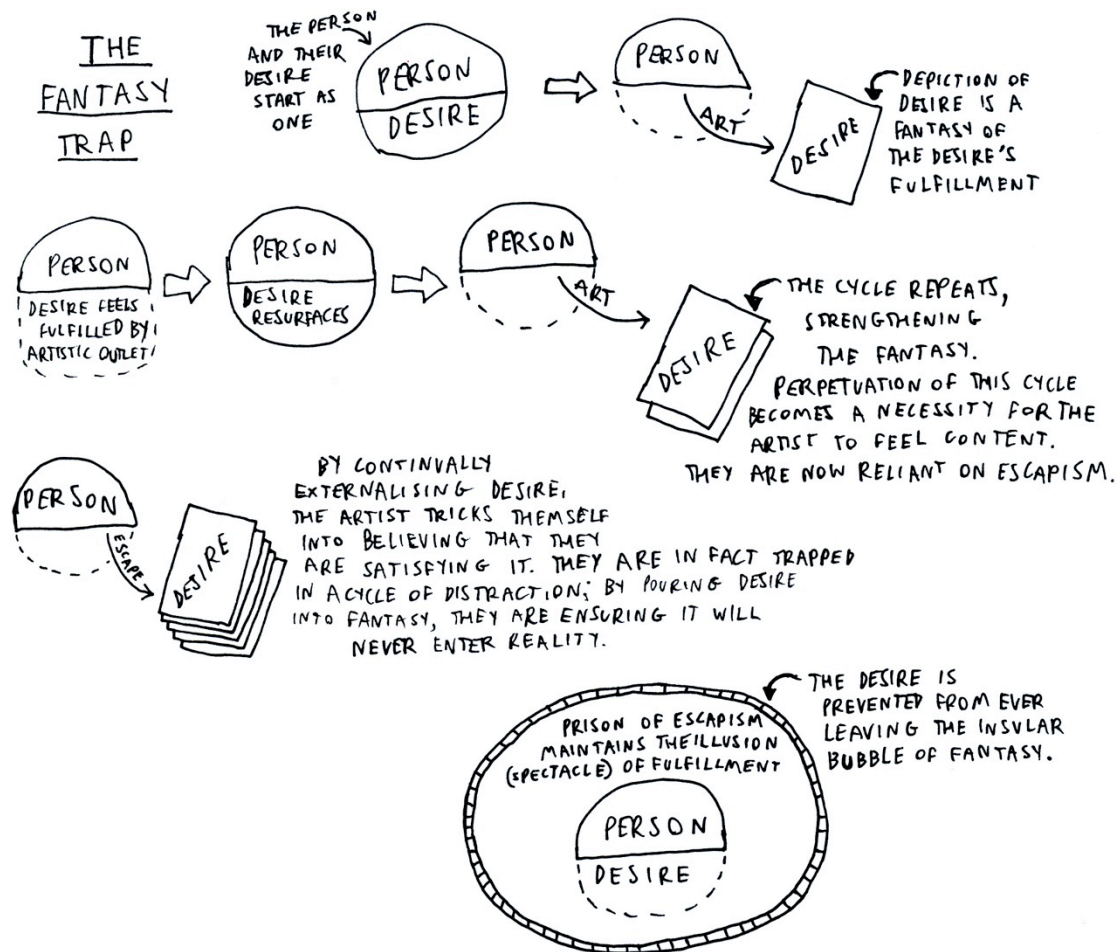 THE
FANTASY
TRAP
THE PERSON
AND THEIR
DESIRE
START AS
ONE
PERSON
DESIRE
PERSON
ART
DESIRE
DEPICTION OF
DESIRE IS A
FANTASY OF
THE DESIRE'S
FULFILLMENT
PERSON
DESIRE FEELS
FULFILLED BY
ARTISTIC OUTLET
PERSON
DESIRE
RESURFACES
PERSON
ART
DESIRE
THE CYCLE REPEATS,
STRENGTHENING
THE FANTASY.
PERPETUATION OF THIS CYCLE
BECOMES A NECESSITY FOR THE
ARTIST TO FEEL CONTENT.
THEY ARE NOW RELIANT ON ESCAPISM.
PERSON
ESCAPE
DESIRE
BY CONTINUALLY
EXTERNALISING DESIRE,
THE ARTIST TRICKS THEMSELF
INTO BELIEVING THAT THEY
ARE SATISFYING IT. THEY ARE IN FACT TRAPPED
IN A CYCLE OF DISTRACTION; BY POURING DESIRE
INTO FANTASY, THEY ARE ENSURING IT WILL
NEVER ENTER REALITY.
PRISON OF ESCAPISM
MAINTAINS THE ILLUSION
(SPECTACLE) OF FULFILLMENT
PERSON
DESIRE
THE DESIRE IS
PREVENTED FROM EVER
LEAVING THE INSULAR
BUBBLE OF FANTASY.